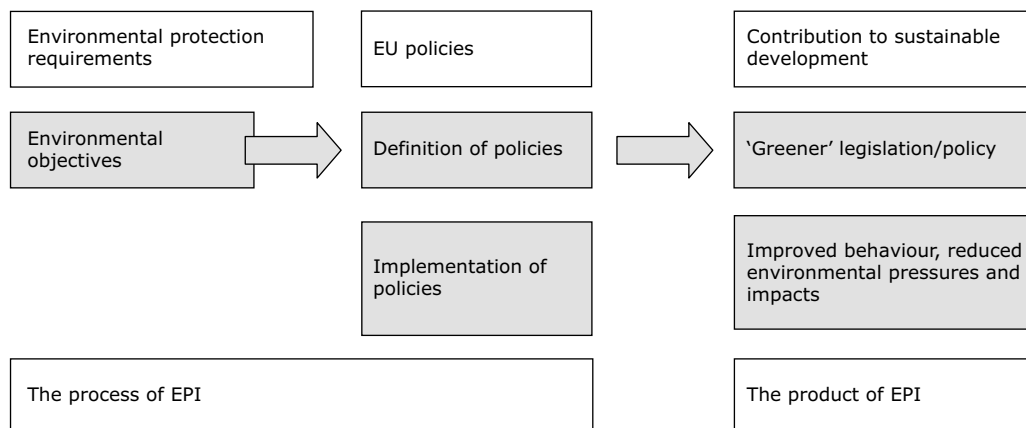 Environmental protection
requirements
EU policies
Contribution to sustainable
development
Environmental
objectives
Definition of policies
‘Greener’ legislation/policy
Implementation of
policies
Improved behaviour, reduced
environmental pressures and
impacts
The process of EPI
The product of EPI